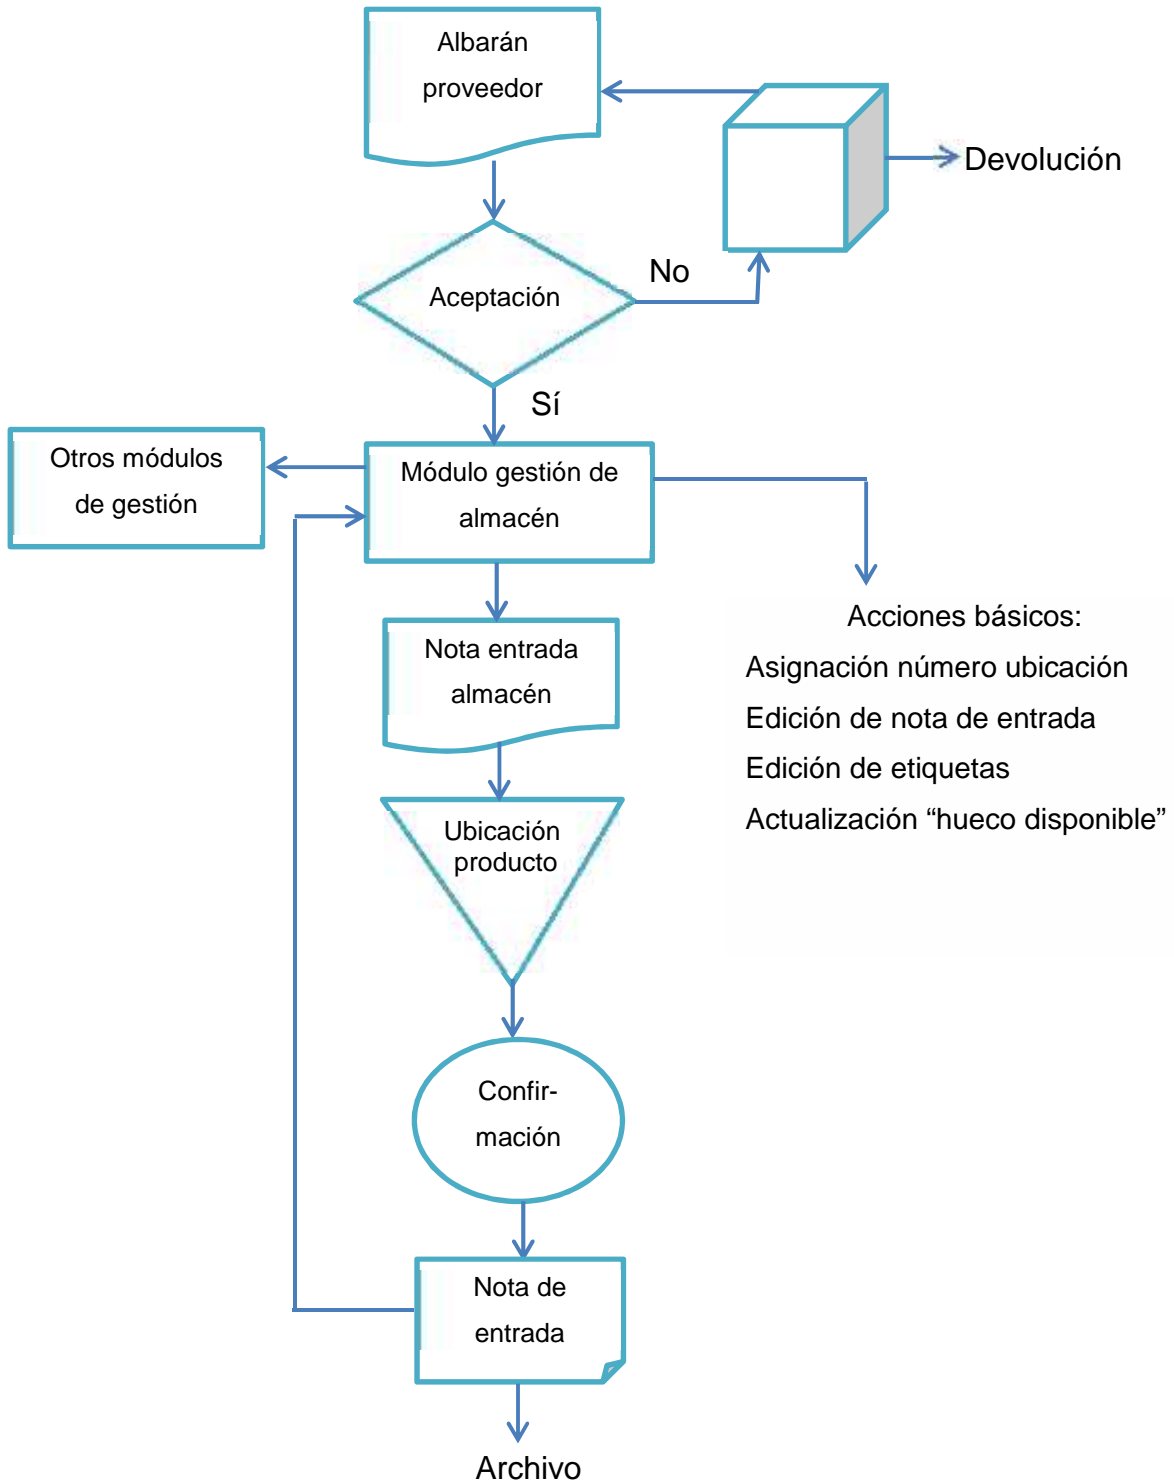 Albarán
proveedor
Devolución
No
Aceptación
Sí
Otros módulos
de gestión
Módulo gestión de
almacén
Acciones básicos:
Asignación número ubicación
Edición de nota de entrada
Edición de etiquetas
Actualización “hueco disponible”
Nota entrada
almacén
Ubicación
producto
Confir-
mación
Nota de
entrada
Archivo